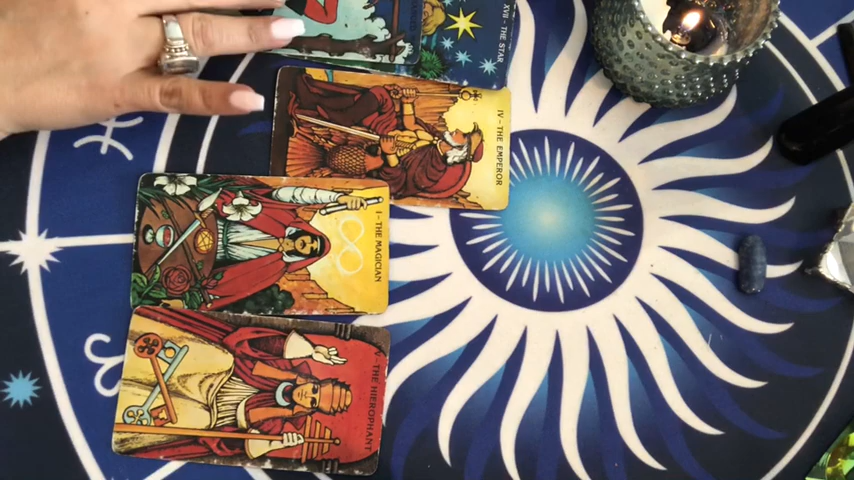 XVII - THE STAR
IV - THE EMPEROR
I - THE MAGICIAN
V - THE HIEROPHANT